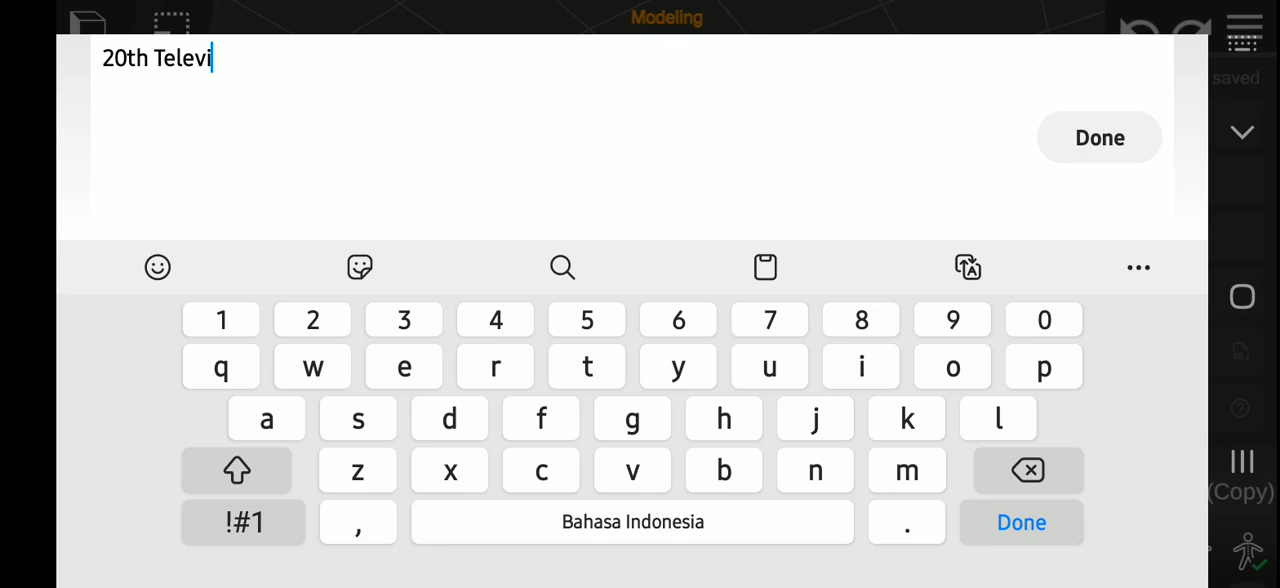 Modeling
20th Televi
saved
Done
1 2 3 4 5 6 7 8 9 0
q w e r t y u i o p
a s d f g h j k l
z x c v b n m
(Copy)
!#1 , Bahasa Indonesia . Done